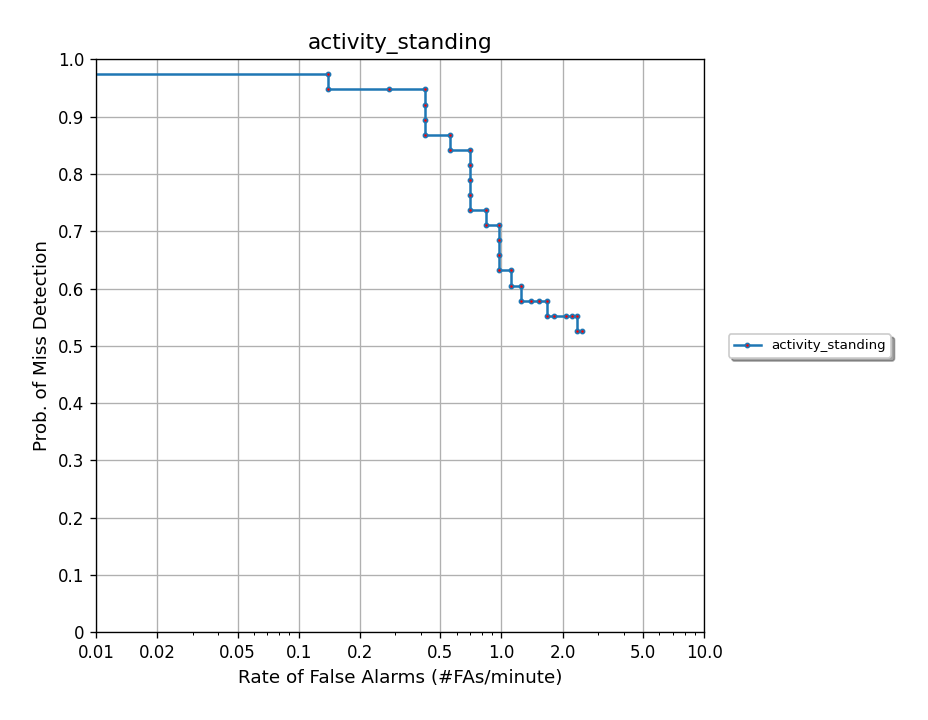 activity_standing
1.0
0.9
0.8
0.7
0.6
0.5
0.4
0.3
0.2
0.1
0
Prob. of Miss Detection
0.01 0.02 0.05 0.1 0.2 0.5 1.0 2.0 5.0 10.0
Rate of False Alarms (#FAs/minute)
activity_standing